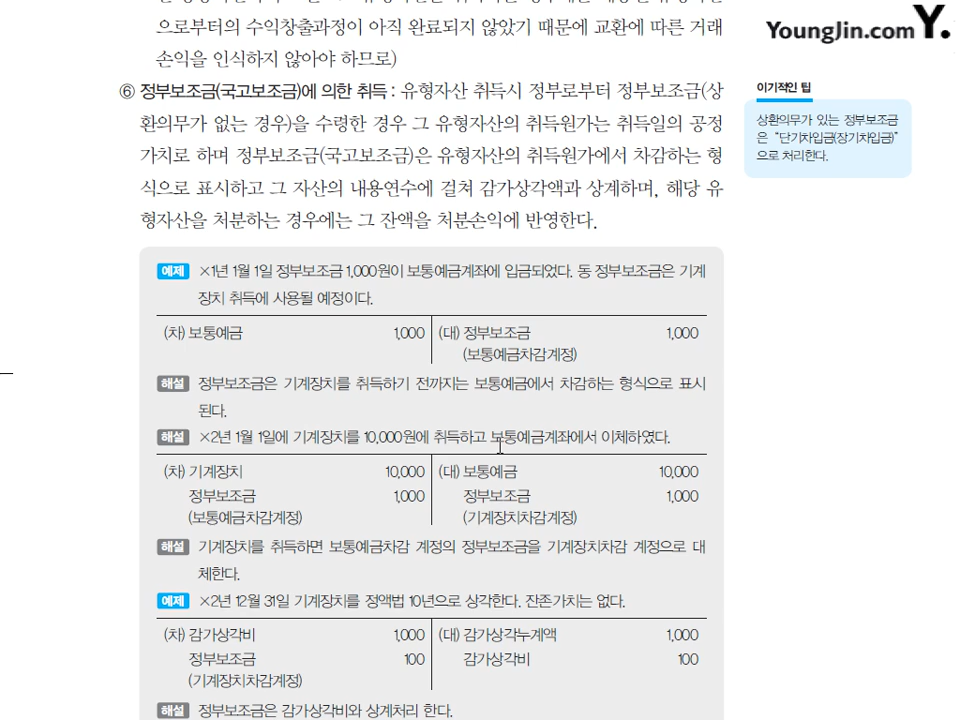 으로부터의 수익창출과정이 아직 완료되지 않았기 때문에 교환에 따른 거래
손익을 인식하지 않아야 하므로)
⑥ 정부보조금(국고보조금)에 의한 취득 : 유형자산 취득시 정부로부터 정부보조금(상
환의무가 없는 경우)을 수령한 경우 그 유형자산의 취득원가는 취득일의 공정
가치로 하며 정부보조금(국고보조금)은 유형자산의 취득원가에서 차감하는 형
식으로 표시하고 그 자산의 내용연수에 걸쳐 감가상각액과 상계하며, 해당 유
형자산을 처분하는 경우에는 그 잔액을 처분손익에 반영한다.
예제 ×1년 1월 1일 정부보조금 1,000원이 보통예금계좌에 입금되었다. 동 정부보조금은 기계
장치 취득에 사용될 예정이다.
(차) 보통예금 1,000 (대) 정부보조금 1,000
(보통예금차감계정)
해설 정부보조금은 기계장치를 취득하기 전까지는 보통예금에서 차감하는 형식으로 표시
된다.
해설 ×2년 1월 1일에 기계장치를 10,000원에 취득하고 보통예금계좌에서 이체하였다.
(차) 기계장치 10,000 (대) 보통예금 10,000
정부보조금 1,000 정부보조금 1,000
(보통예금차감계정) (기계장치차감계정)
해설 기계장치를 취득하면 보통예금차감 계정의 정부보조금을 기계장치차감 계정으로 대
체한다.
예제 ×2년 12월 31일 기계장치를 정액법 10년으로 상각한다. 잔존가치는 없다.
(차) 감가상각비 1,000 (대) 감가상각누계액 1,000
정부보조금 100 감가상각비 100
(기계장치차감계정)
해설 정부보조금은 감가상각비와 상계처리 한다.
YoungJin.com Y.
이기적인 팁
상환의무가 있는 정부보조금
은 “단기차입금(장기차입금)”
으로 처리한다.